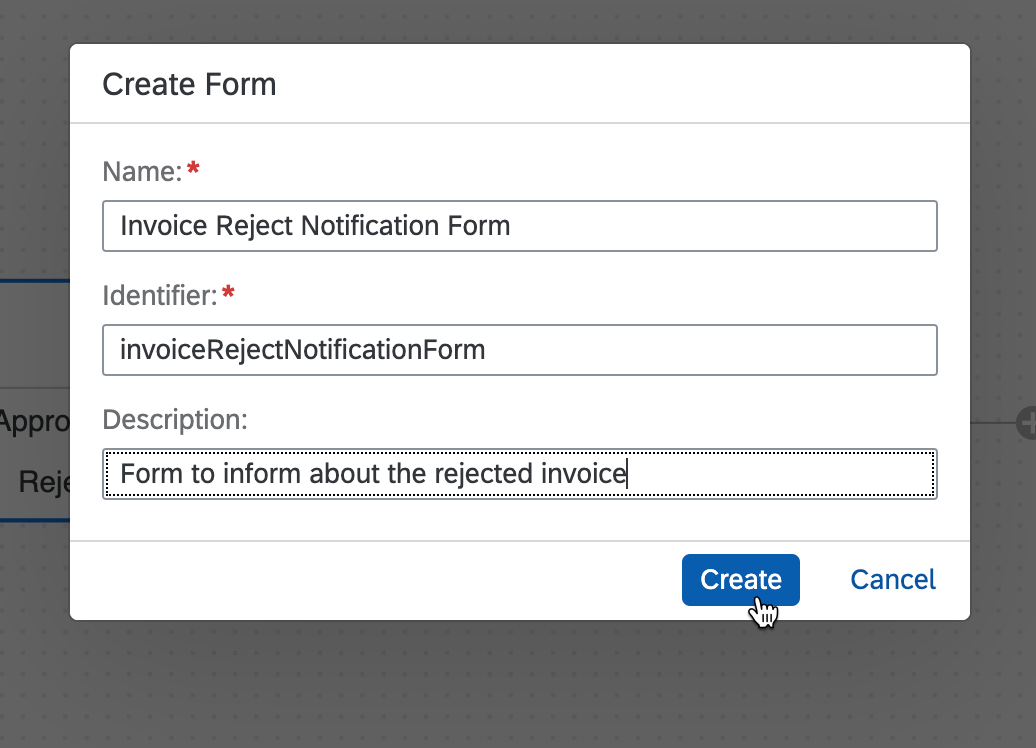 Create Form
Name:*
Invoice Reject Notification Form
Identifier:*
invoiceRejectNotificationForm
Description:
Form to inform about the rejected invoice
Appro
Reje
Create
Cancel